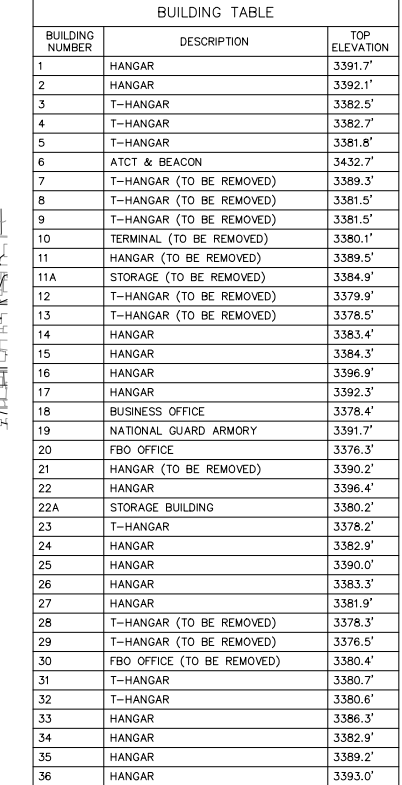 BUILDING TABLE
BUILDING NUMBER DESCRIPTION TOP ELEVATION
1 HANGAR 3391.7'
2 HANGAR 3392.1'
3 T-HANGAR 3382.5'
4 T-HANGAR 3382.7'
5 T-HANGAR 3381.8'
6 ATCT & BEACON 3432.7'
7 T-HANGAR (TO BE REMOVED) 3389.3'
8 T-HANGAR (TO BE REMOVED) 3381.5'
9 T-HANGAR (TO BE REMOVED) 3381.5'
10 TERMINAL (TO BE REMOVED) 3380.1'
11 HANGAR (TO BE REMOVED) 3389.5'
11A STORAGE (TO BE REMOVED) 3384.9'
12 T-HANGAR (TO BE REMOVED) 3379.9'
13 T-HANGAR (TO BE REMOVED) 3378.5'
14 HANGAR 3383.4'
15 HANGAR 3384.3'
16 HANGAR 3396.9'
17 HANGAR 3392.3'
18 BUSINESS OFFICE 3378.4'
19 NATIONAL GUARD ARMORY 3391.7'
20 FBO OFFICE 3376.3'
21 HANGAR (TO BE REMOVED) 3390.2'
22 HANGAR 3396.4'
22A STORAGE BUILDING 3380.2'
23 T-HANGAR 3378.2'
24 HANGAR 3382.9'
25 HANGAR 3390.0'
26 HANGAR 3383.3'
27 HANGAR 3381.9'
28 T-HANGAR (TO BE REMOVED) 3378.3'
29 T-HANGAR (TO BE REMOVED) 3376.5'
30 FBO OFFICE (TO BE REMOVED) 3380.4'
31 T-HANGAR 3380.7'
32 T-HANGAR 3380.6'
33 HANGAR 3386.3'
34 HANGAR 3382.9'
35 HANGAR 3389.2'
36 HANGAR 3393.0'